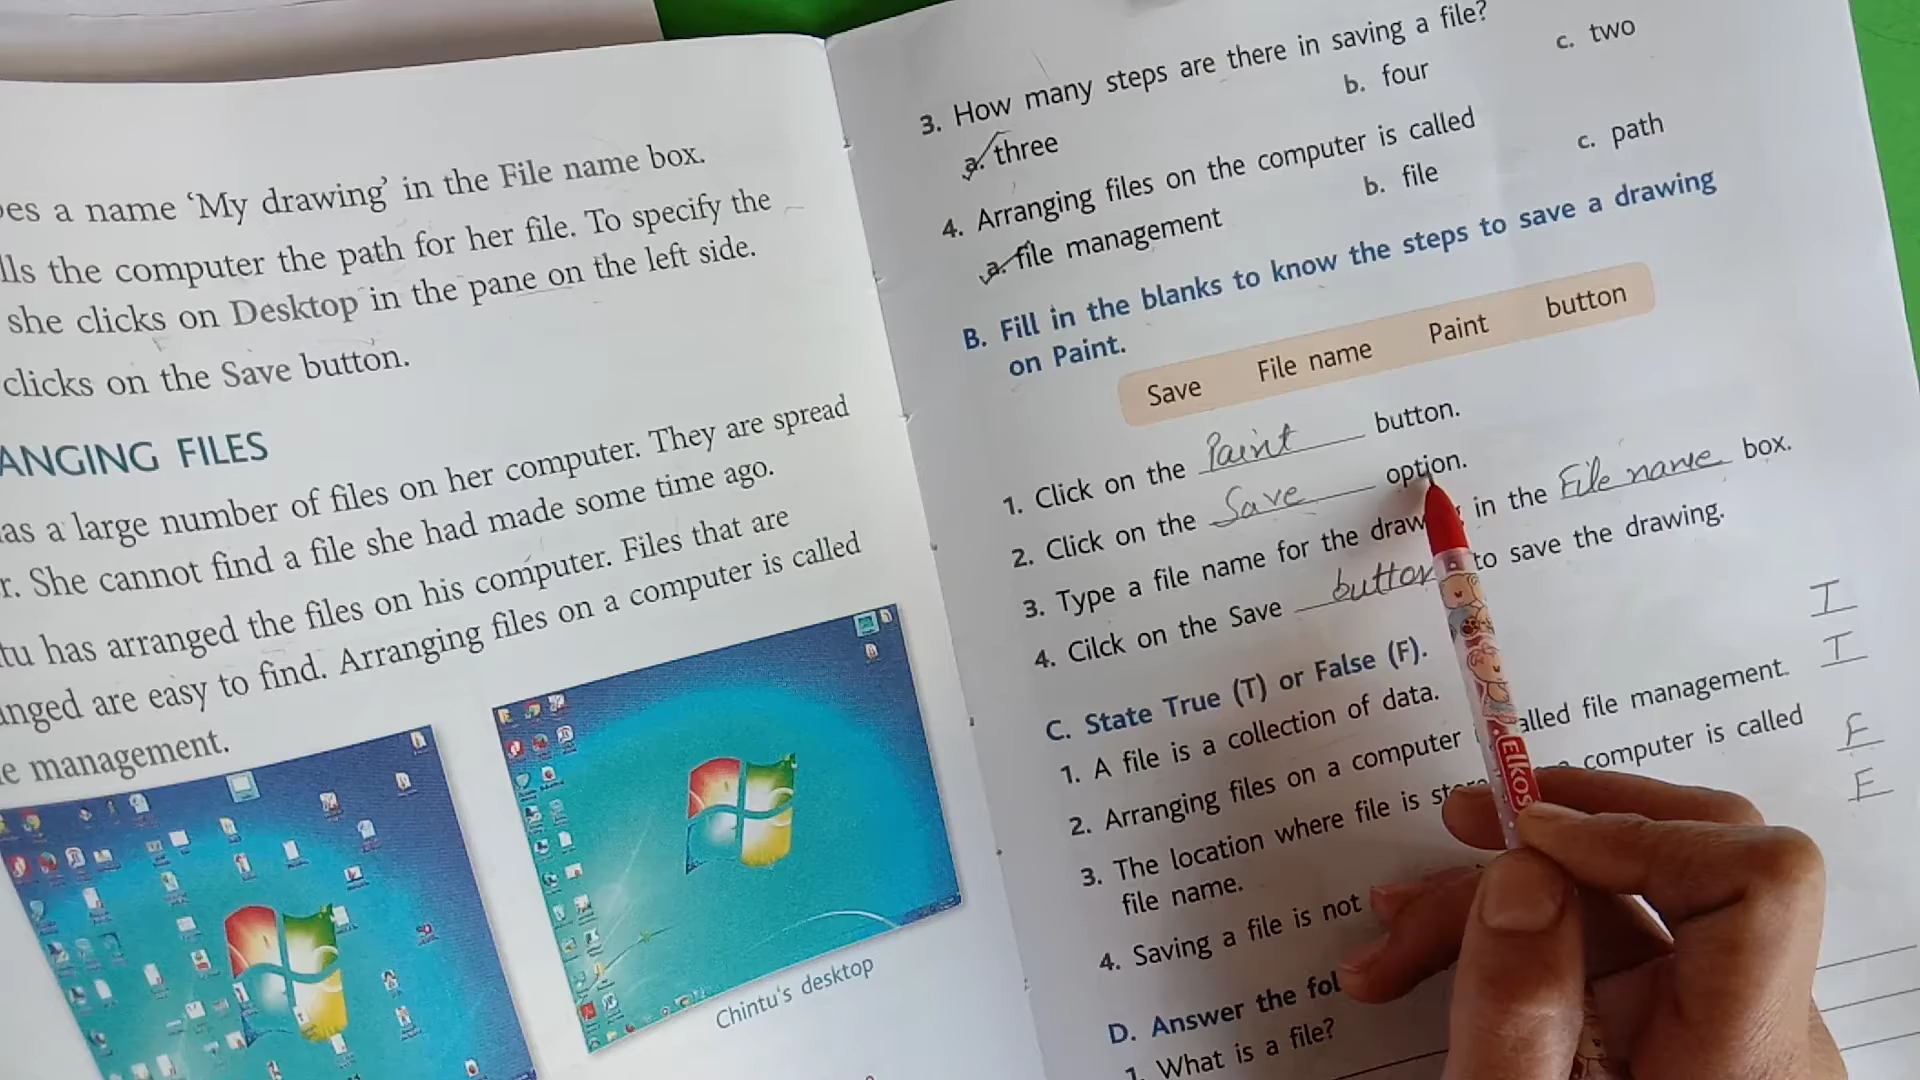 a name ‘My drawing’ in the File name box.
the computer the path for her file. To specify the
she clicks on Desktop in the pane on the left side.
clicks on the Save button.
ANGING FILES
as a large number of files on her computer. They are spread
r. She cannot find a file she had made some time ago.
tu has arranged the files on his computer. Files that are
anged are easy to find. Arranging files on a computer is called
e management.
Chintu's desktop
3. How many steps are there in saving a file?
a. three b. four c. two
4. Arranging files on the computer is called
a. file management b. file c. path
B. Fill in the blanks to know the steps to save a drawing
on Paint.
Save File name Paint button
1. Click on the Paint button.
2. Click on the Save option.
3. Type a file name for the draw in the File name box.
4. Cilck on the Save button to save the drawing.
C. State True (T) or False (F).
1. A file is a collection of data. T
2. Arranging files on a computer called file management. T
3. The location where file is computer is called
file name. F
4. Saving a file is not F
D. Answer the fol
1. What is a file?
Elkos